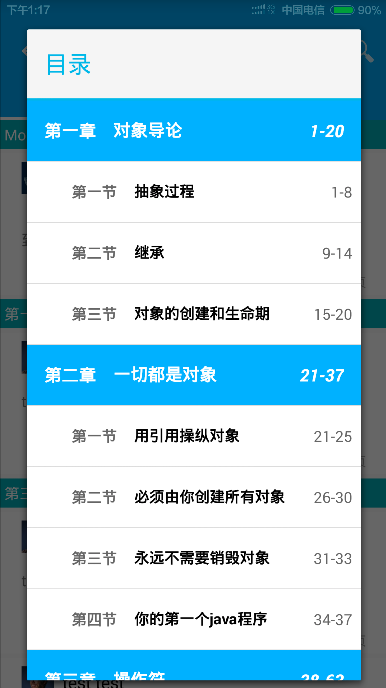 下午1:17 中国电信 90%
目录
第一章 对象导论 1-20
第一节 抽象过程 1-8
第二节 继承 9-14
第三节 对象的创建和生命期 15-20
第二章 一切都是对象 21-37
第一节 用引用操纵对象 21-25
第二节 必须由你创建所有对象 26-30
第三节 永远不需要销毁对象 31-33
第四节 你的第一个java程序 34-37
第三章 操作符 38-63
test test